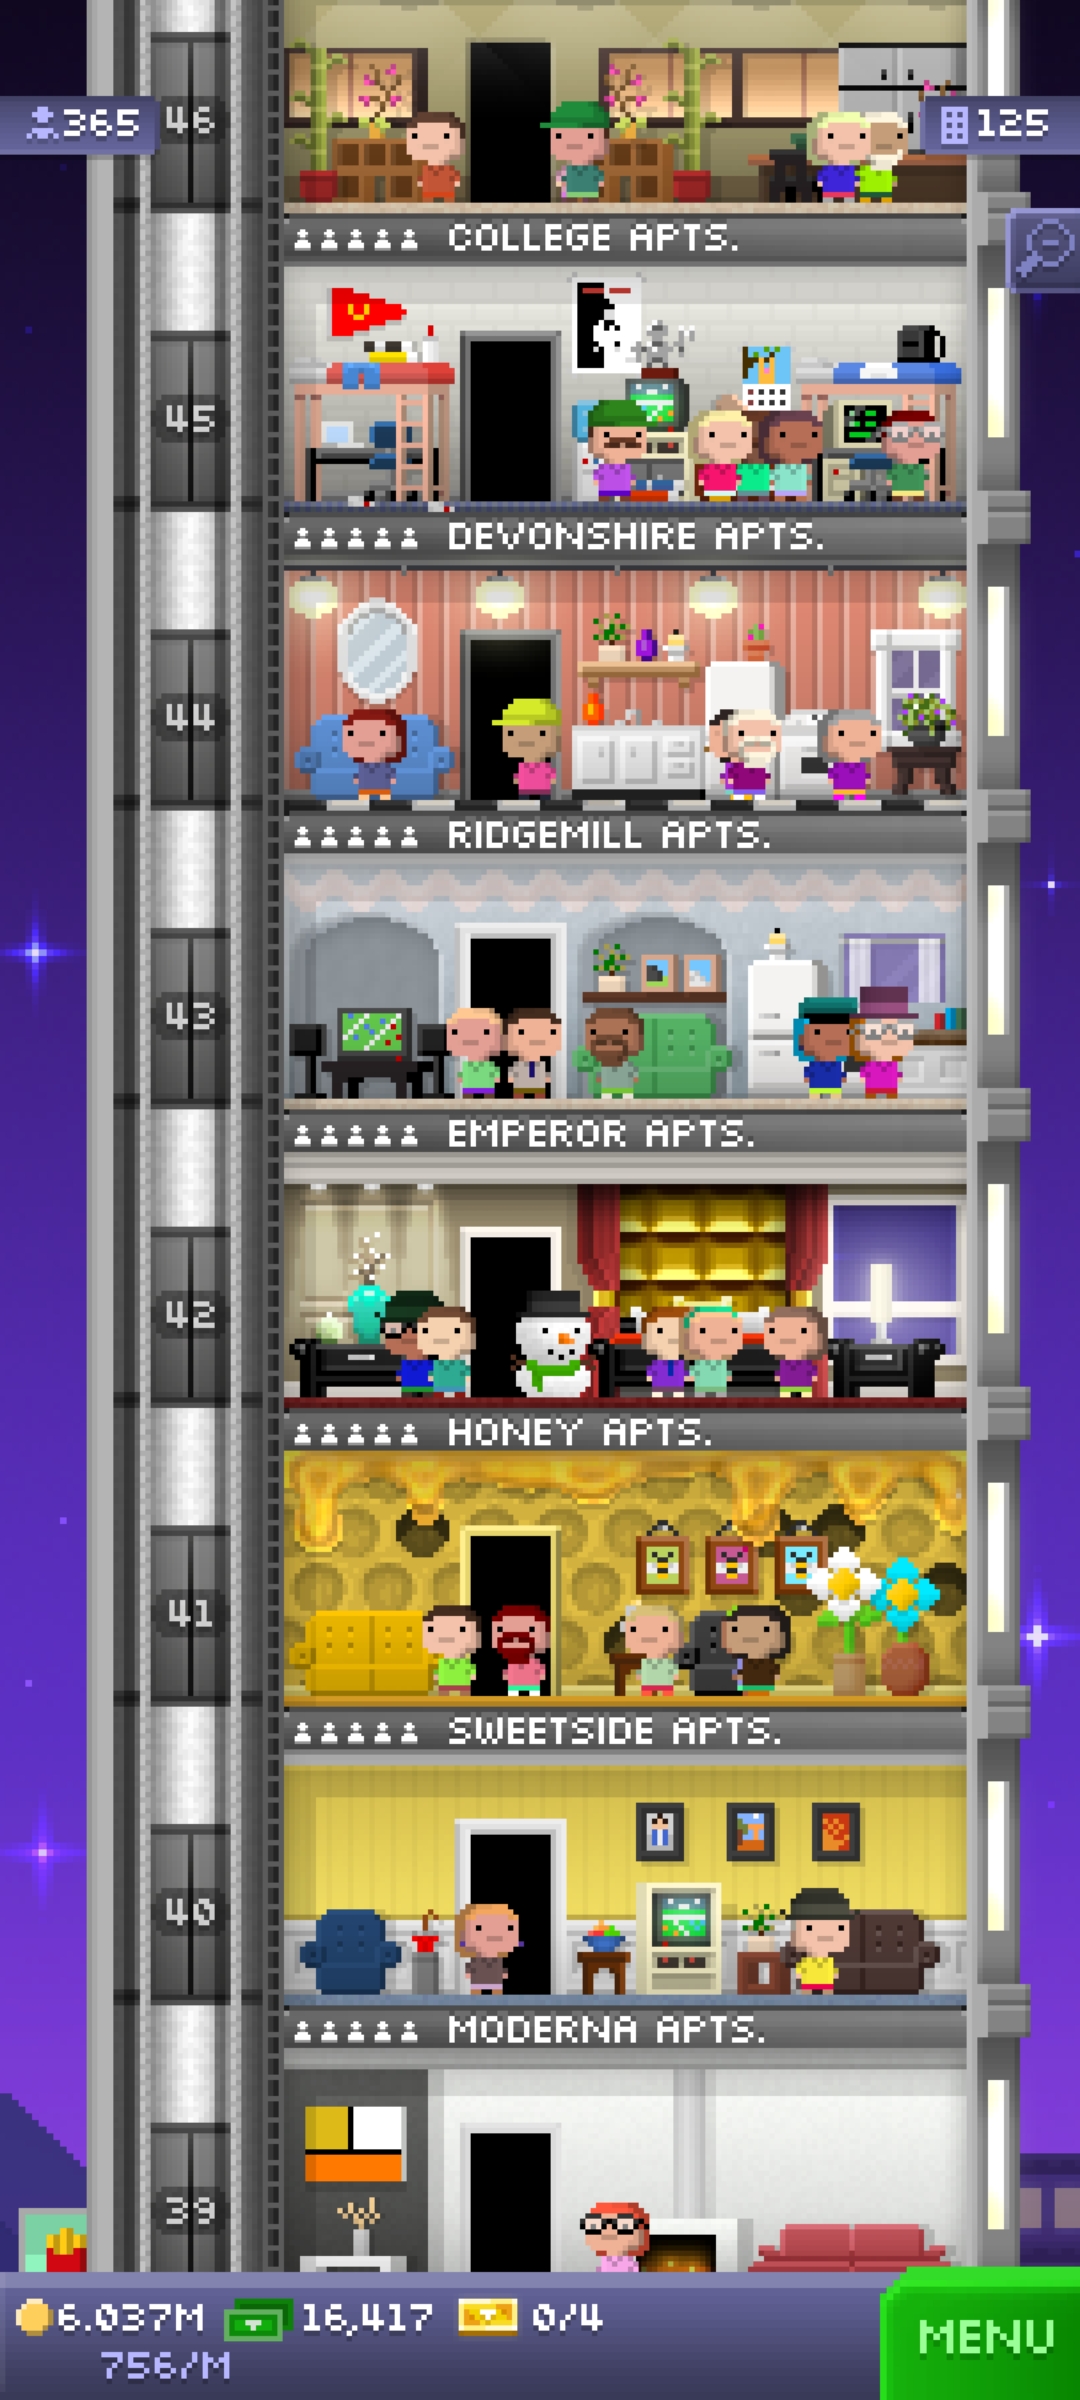 365
46
125
COLLEGE APTS.
45
DEVONSHIRE APTS.
44
RIDGEMILL APTS.
43
EMPEROR APTS.
42
HONEY APTS.
41
SWEETSIDE APTS.
40
MODERNA APTS.
39
6.037M 16,417 0/4
756/M
MENU